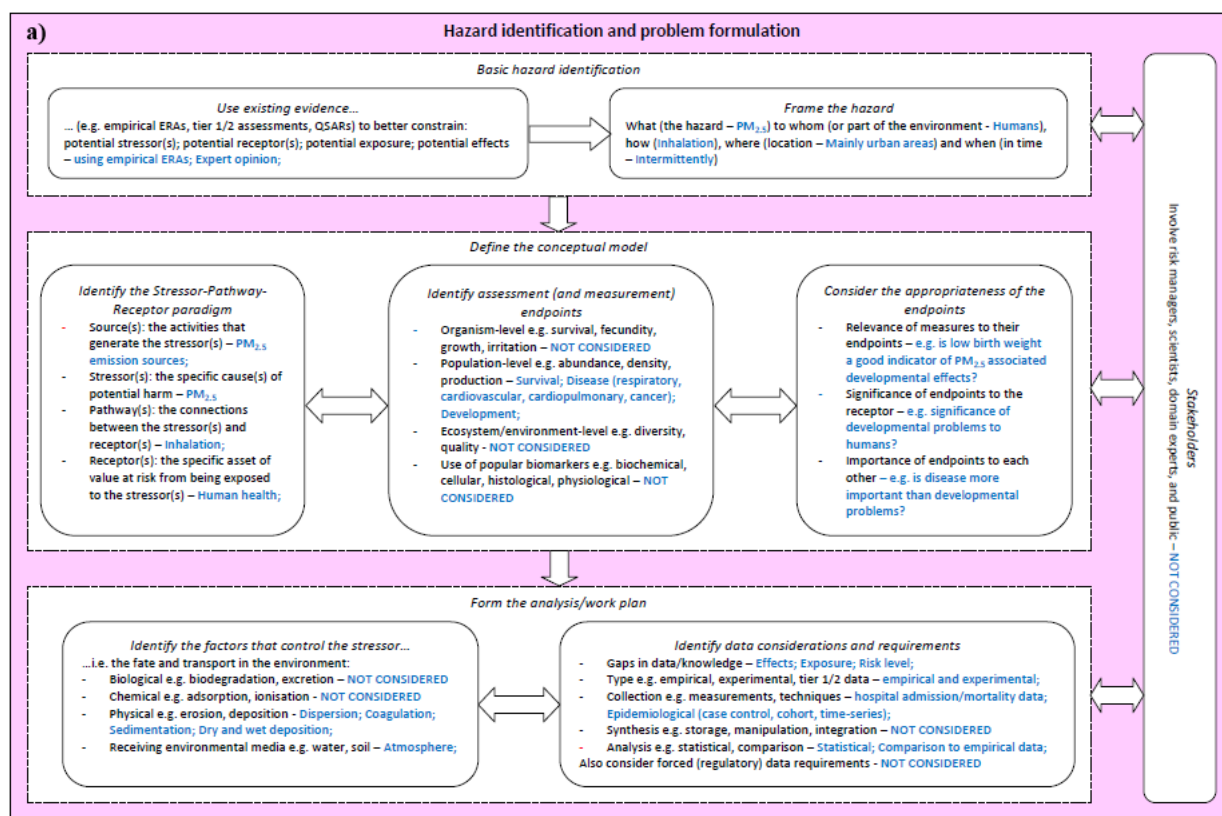 a)
Hazard identification and problem formulation
Basic hazard identification
Use existing evidence...
... (e.g. empirical ERAs, tier 1/2 assessments, QSARs) to better constrain:
potential stressor(s); potential receptor(s); potential exposure; potential effects
– using empirical ERAs; Expert opinion;
Frame the hazard
What (the hazard – PM2.5) to whom (or part of the environment - Humans),
how (Inhalation), where (location – Mainly urban areas) and when (in
time – Intermittently)
Define the conceptual model
Identify the Stressor-Pathway-
Receptor paradigm
- Source(s): the activities that
generate the stressor(s) – PM2.5
emission sources;
- Stressor(s): the specific cause(s) of
potential harm – PM2.5
- Pathway(s): the connections
between the stressor(s) and
receptor(s) – Inhalation;
- Receptor(s): the specific asset of
value at risk from being exposed
to the stressor(s) – Human health;
Identify assessment (and measurement)
endpoints
- Organism-level e.g. survival, fecundity,
growth, irritation – NOT CONSIDERED
- Population-level e.g. abundance, density,
production – Survival; Disease (respiratory,
cardiovascular, cardiopulmonary, cancer);
Development;
- Ecosystem/environment-level e.g. diversity,
quality - NOT CONSIDERED
- Use of popular biomarkers e.g. biochemical,
cellular, histological, physiological – NOT
CONSIDERED
Consider the appropriateness of the
endpoints
- Relevance of measures to their
endpoints – e.g. is low birth weight
a good indicator of PM2.5 associated
developmental effects?
- Significance of endpoints to the
receptor – e.g. significance of
developmental problems to
humans?
- Importance of endpoints to each
other – e.g. is disease more
important than developmental
problems?
Form the analysis/work plan
Identify the factors that control the stressor...
...i.e. the fate and transport in the environment:
- Biological e.g. biodegradation, excretion – NOT CONSIDERED
- Chemical e.g. adsorption, ionisation - NOT CONSIDERED
- Physical e.g. erosion, deposition - Dispersion; Coagulation;
Sedimentation; Dry and wet deposition;
- Receiving environmental media e.g. water, soil – Atmosphere;
Identify data considerations and requirements
- Gaps in data/knowledge – Effects; Exposure; Risk level;
- Type e.g. empirical, experimental, tier 1/2 data – empirical and experimental;
- Collection e.g. measurements, techniques – hospital admission/mortality data;
Epidemiological (case control, cohort, time-series);
- Synthesis e.g. storage, manipulation, integration – NOT CONSIDERED
- Analysis e.g. statistical, comparison – Statistical; Comparison to empirical data;
Also consider forced (regulatory) data requirements - NOT CONSIDERED
Stakeholders
Involve risk managers, scientists, domain experts, and public – NOT CONSIDERED